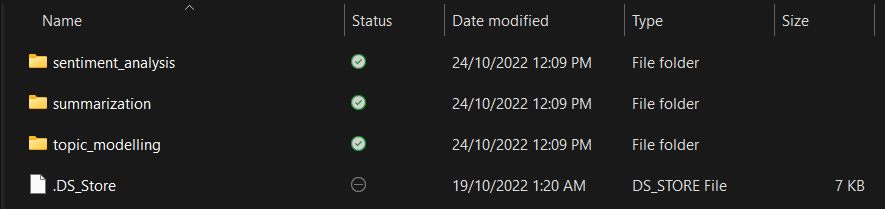 Name Status Date modified Type Size
sentiment_analysis 24/10/2022 12:09 PM File folder
summarization 24/10/2022 12:09 PM File folder
topic_modelling 24/10/2022 12:09 PM File folder
.DS_Store 19/10/2022 1:20 AM DS_STORE File 7 KB